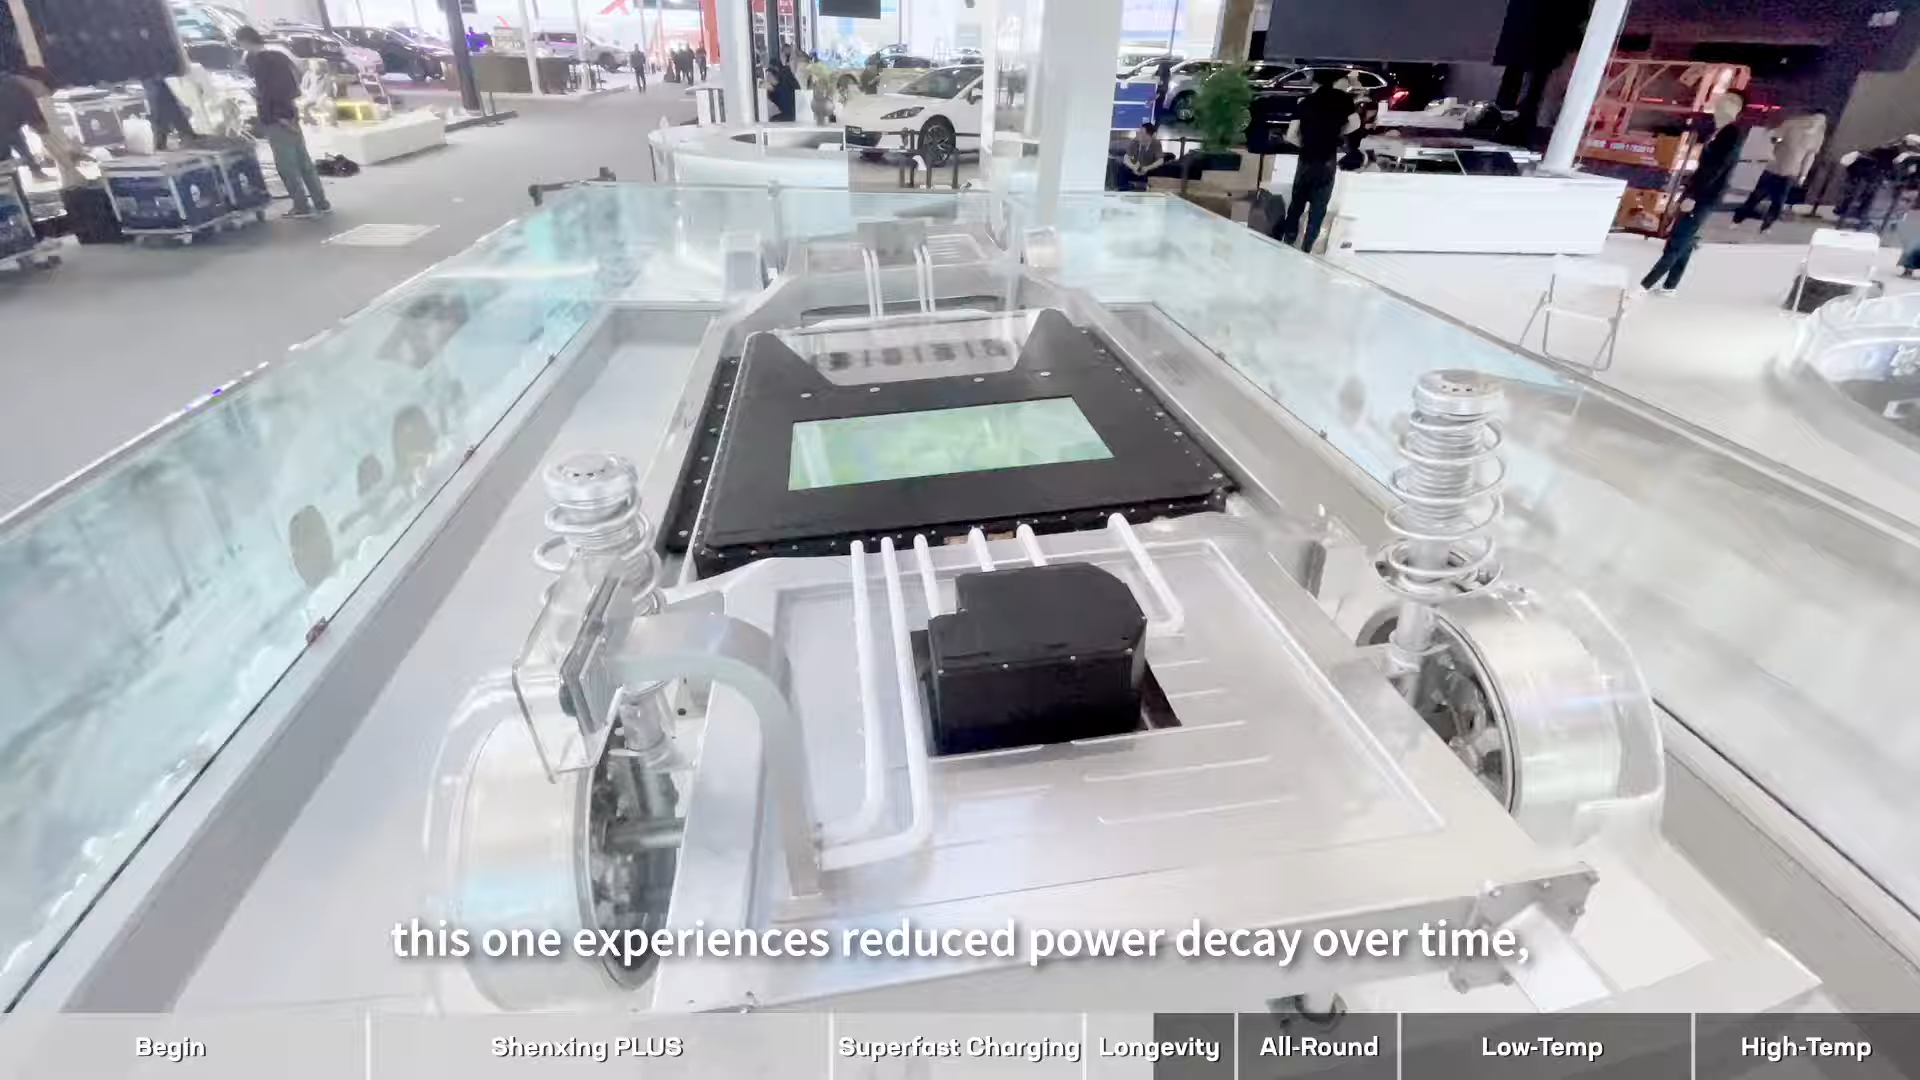 this one experiences reduced power decay over time,
Begin
Shenxing PLUS
Superfast Charging
Longevity
All-Round
Low-Temp
High-Temp